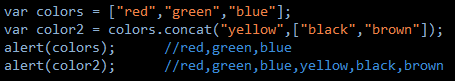 var colors = ["red","green","blue"];
var color2 = colors.concat("yellow",["black","brown"]);
alert(colors);      //red,green,blue
alert(color2);      //red,green,blue,yellow,black,brown